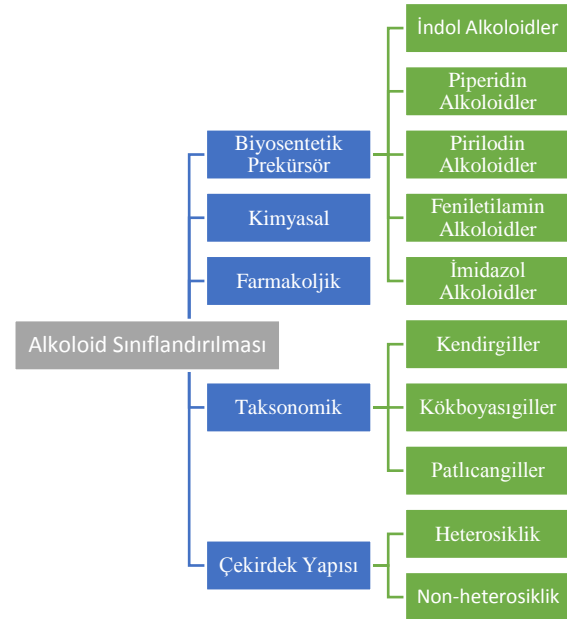 Alkoloid Sınıflandırılması
Biyosentetik
Prekürsör
İndol Alkoloidler
Piperidin
Alkoloidler
Pirilodin
Alkoloidler
Feniletilamin
Alkoloidler
İmidazol
Alkoloidler
Kimyasal
Farmakoljik
Taksonomik
Kendirgiller
Kökboyasıgiller
Patlıcangiller
Çekirdek Yapısı
Heterosiklik
Non-heterosiklik